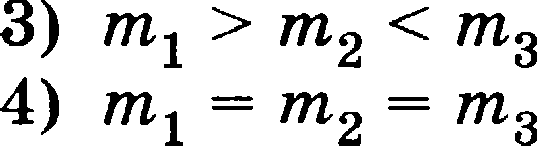 3) m₁ > m₂ < m₃
4) m₁ = m₂ = m₃